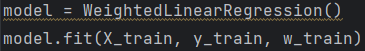 model = WeightedLinearRegression()
model.fit(X_train, y_train, w_train)